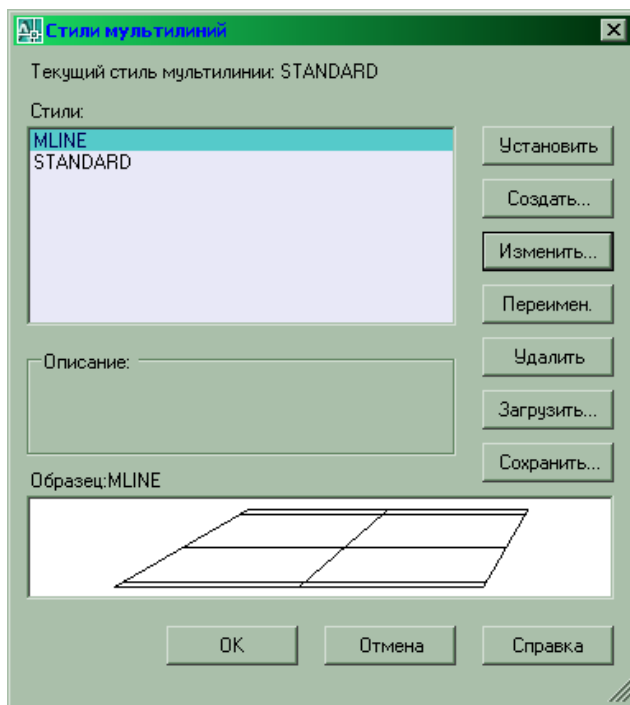 Стили мультилиний
Текущий стиль мультилинии: STANDARD
Стили:
MLINE
STANDARD
Установить
Создать...
Изменить...
Переимен.
Удалить
Загрузить...
Сохранить...
Описание:
Образец:MLINE
OK
Отмена
Справка